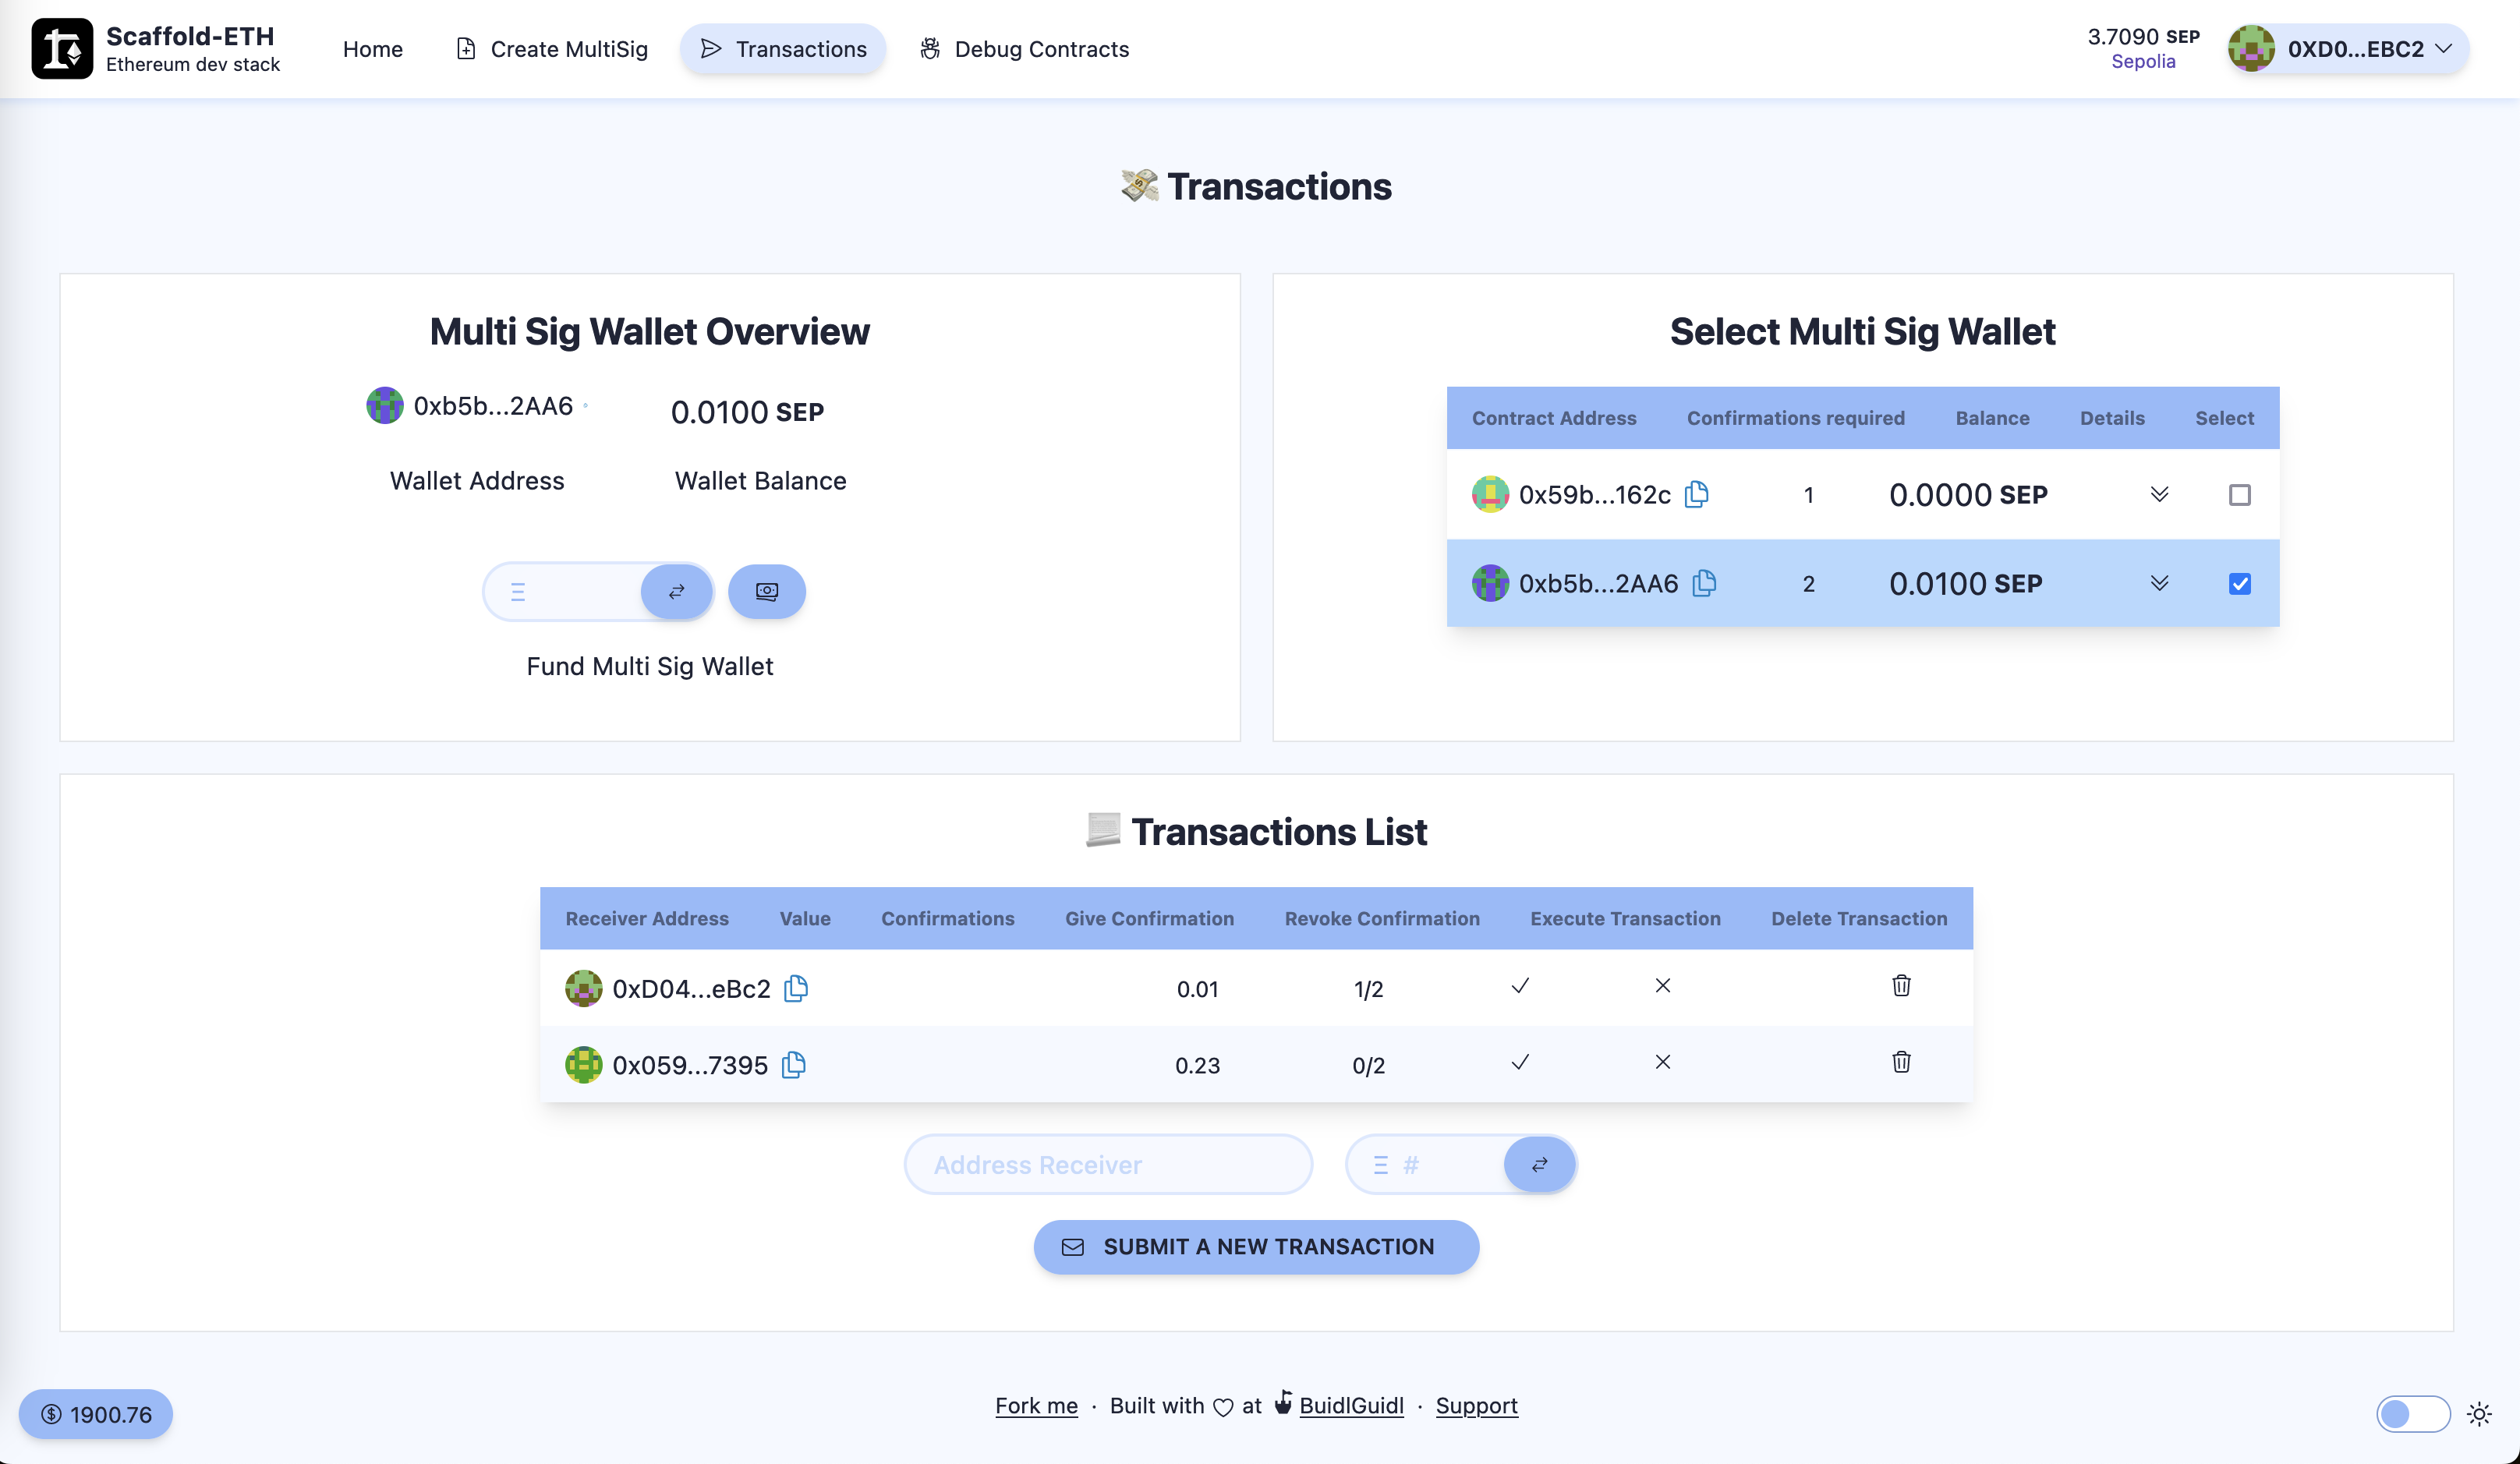 Scaffold-ETH
Ethereum dev stack
Home
Create MultiSig
Transactions
Debug Contracts
3.7090 SEP
Sepolia
0XD0...EBC2
Transactions
Multi Sig Wallet Overview
0xb5b...2AA6
0.0100 SEP
Wallet Address
Wallet Balance
Ξ
Fund Multi Sig Wallet
Select Multi Sig Wallet
Contract Address Confirmations required Balance Details Select
0x59b...162c 1 0.0000 SEP
0xb5b...2AA6 2 0.0100 SEP
Transactions List
Receiver Address Value Confirmations Give Confirmation Revoke Confirmation Execute Transaction Delete Transaction
0xD04...eBc2 0.01 1/2
0x059...7395 0.23 0/2
Address Receiver
Ξ #
SUBMIT A NEW TRANSACTION
1900.76
Fork me · Built with ♡ at BuidlGuidl · Support